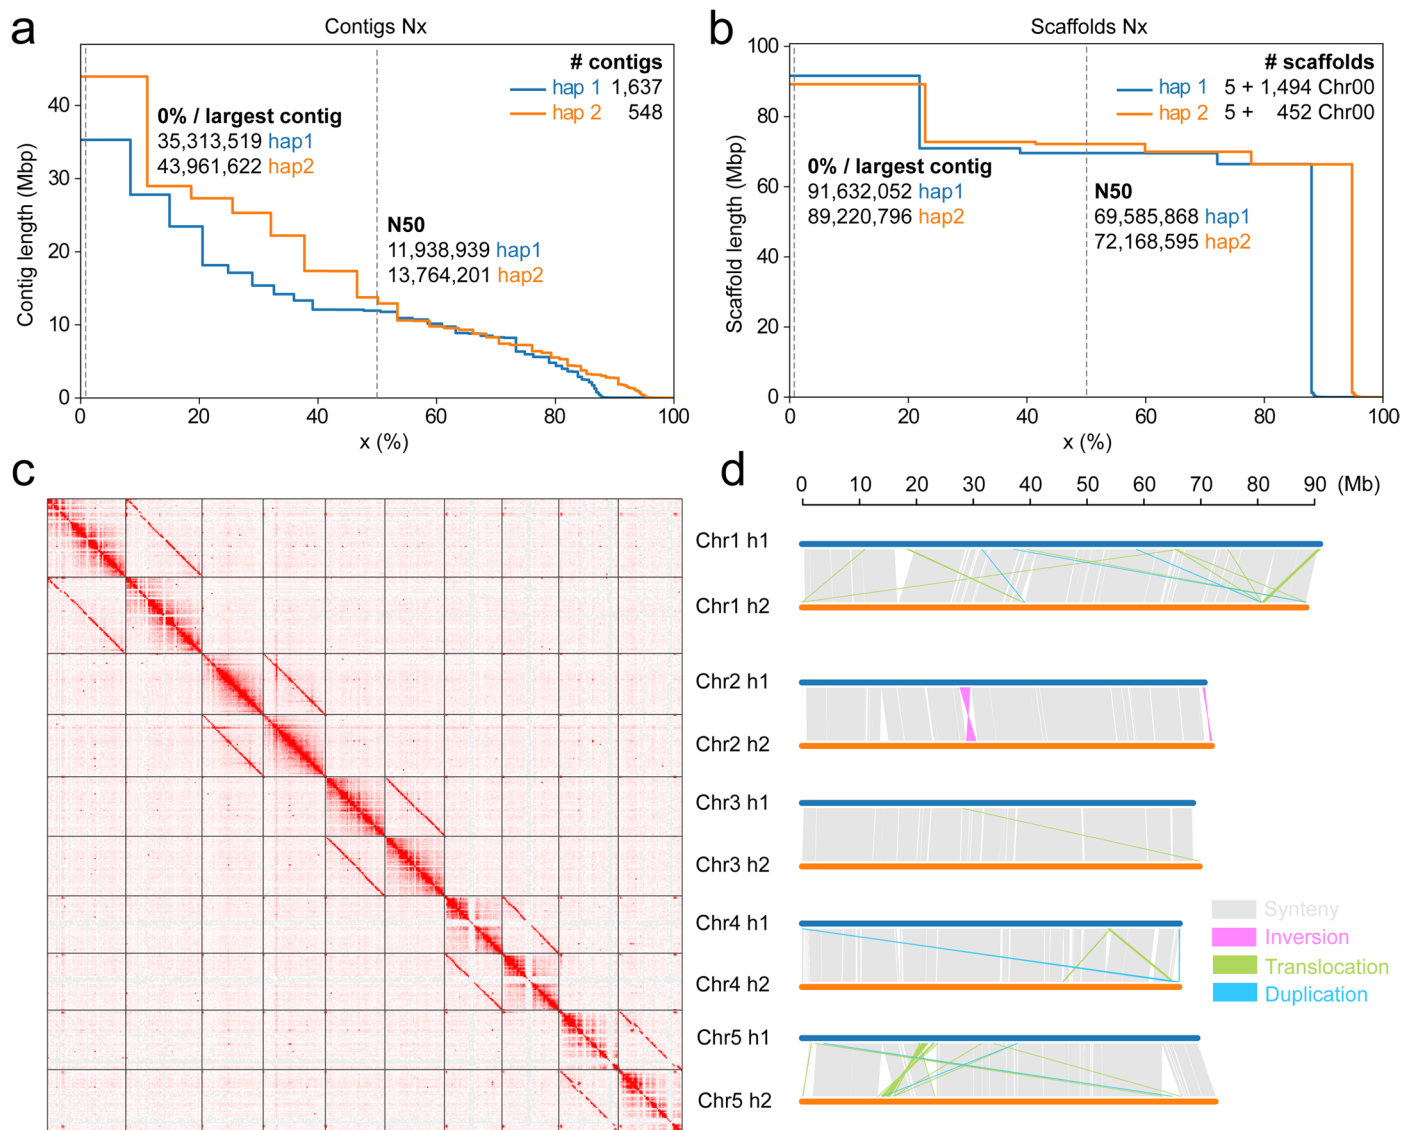 a
Contigs Nx
# contigs
hap 1 1,637
hap 2 548
0% / largest contig
35,313,519 hap1
43,961,622 hap2
N50
11,938,939 hap1
13,764,201 hap2
Contig length (Mbp)
40
30
20
10
0
0 20 40 60 80 100
x (%)
b
Scaffolds Nx
# scaffolds
hap 1 5 + 1,494 Chr00
hap 2 5 + 452 Chr00
0% / largest contig
91,632,052 hap1
89,220,796 hap2
N50
69,585,868 hap1
72,168,595 hap2
Scaffold length (Mbp)
100
80
60
40
20
0
0 20 40 60 80 100
x (%)
c
d
0 10 20 30 40 50 60 70 80 90 (Mb)
Chr1 h1
Chr1 h2
Chr2 h1
Chr2 h2
Chr3 h1
Chr3 h2
Chr4 h1
Chr4 h2
Chr5 h1
Chr5 h2
Synteny
Inversion
Translocation
Duplication